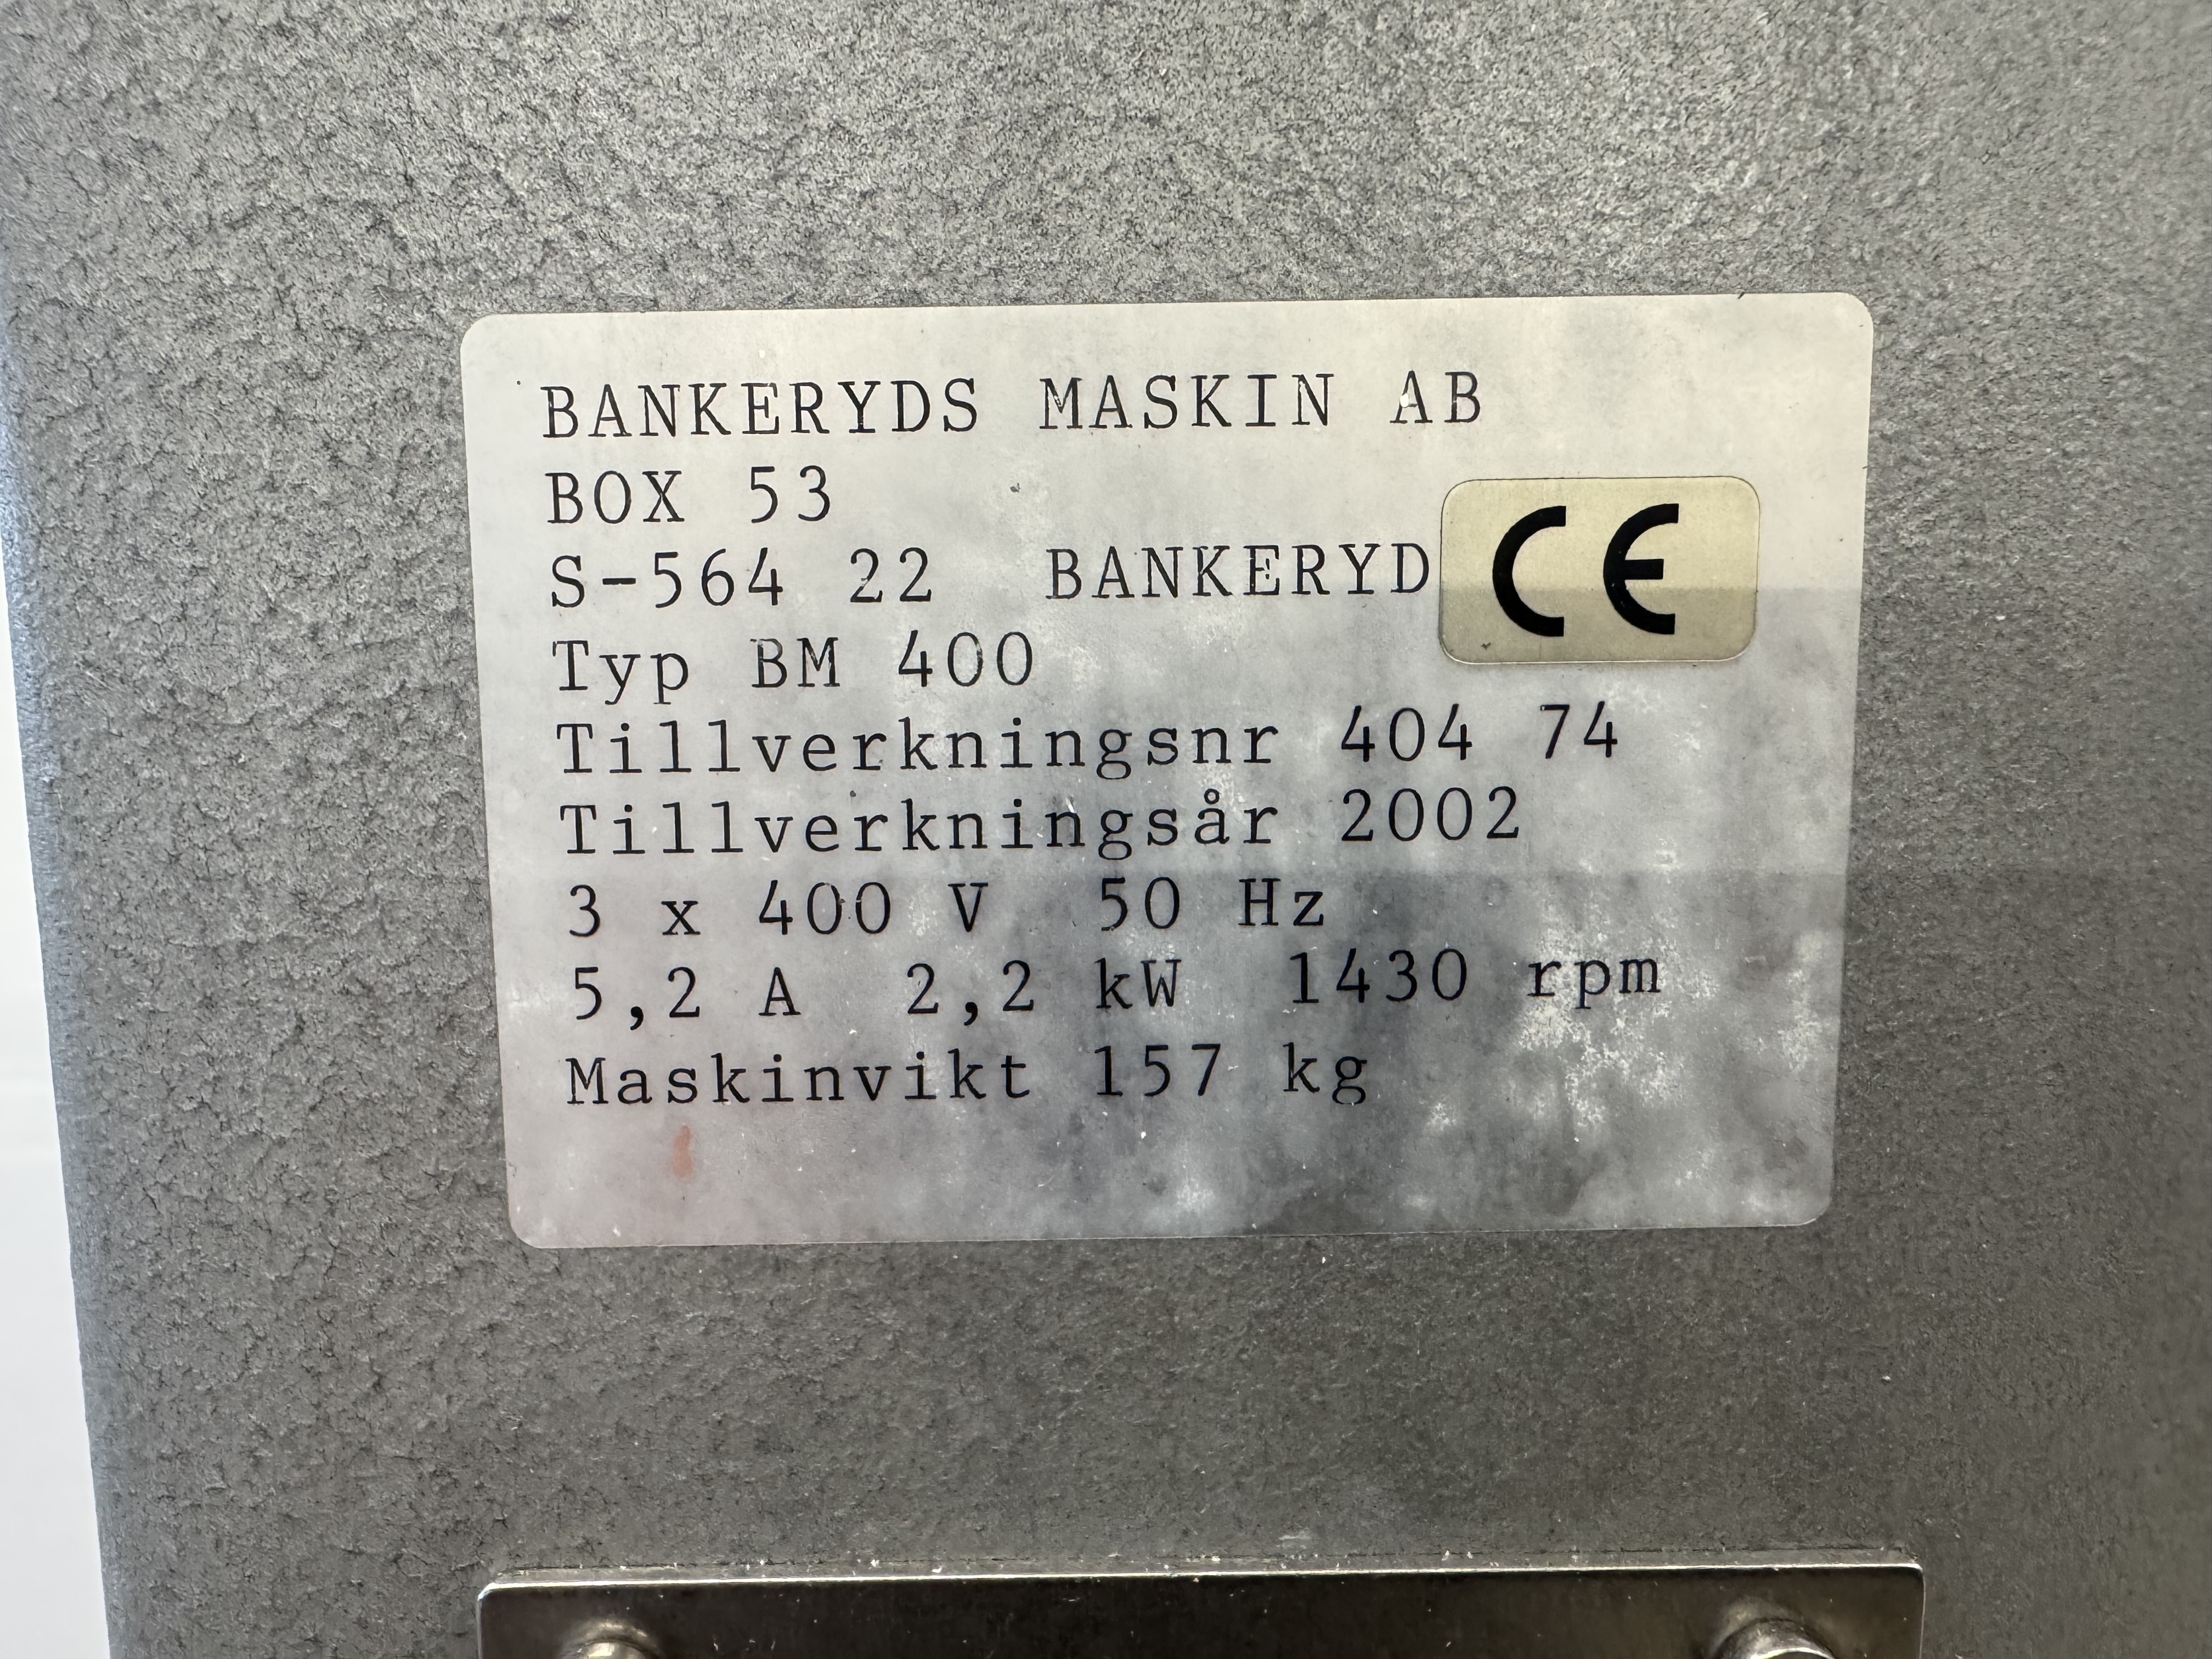 BANKERYDS MASKIN AB
BOX 53
S-564 22 BANKERYD
CE
Typ BM 400
Tillverkningsnr 404 74
Tillverkningsår 2002
3 x 400 V 50 Hz
5,2 A 2,2 kW 1430 rpm
Maskinvikt 157 kg